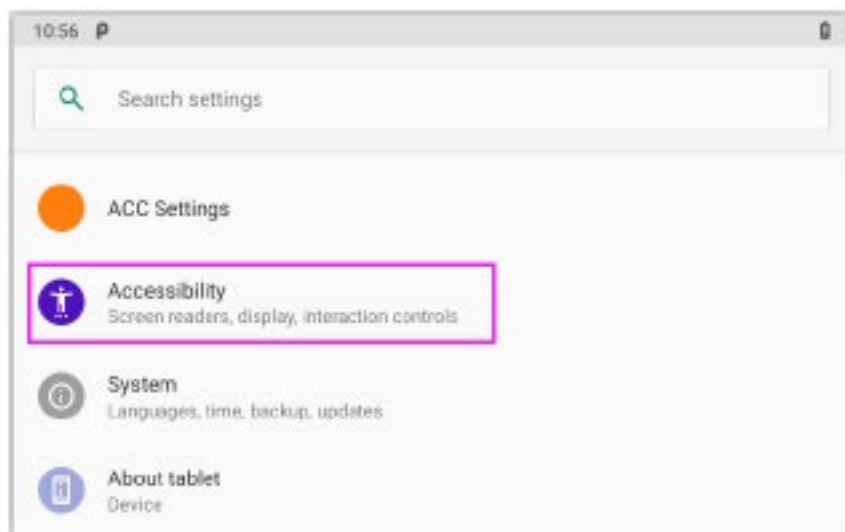 10:56
Search settings
ACC Settings
Accessibility
Screen readers, display, interaction controls
System
Languages, time, backup, updates
About tablet
Device